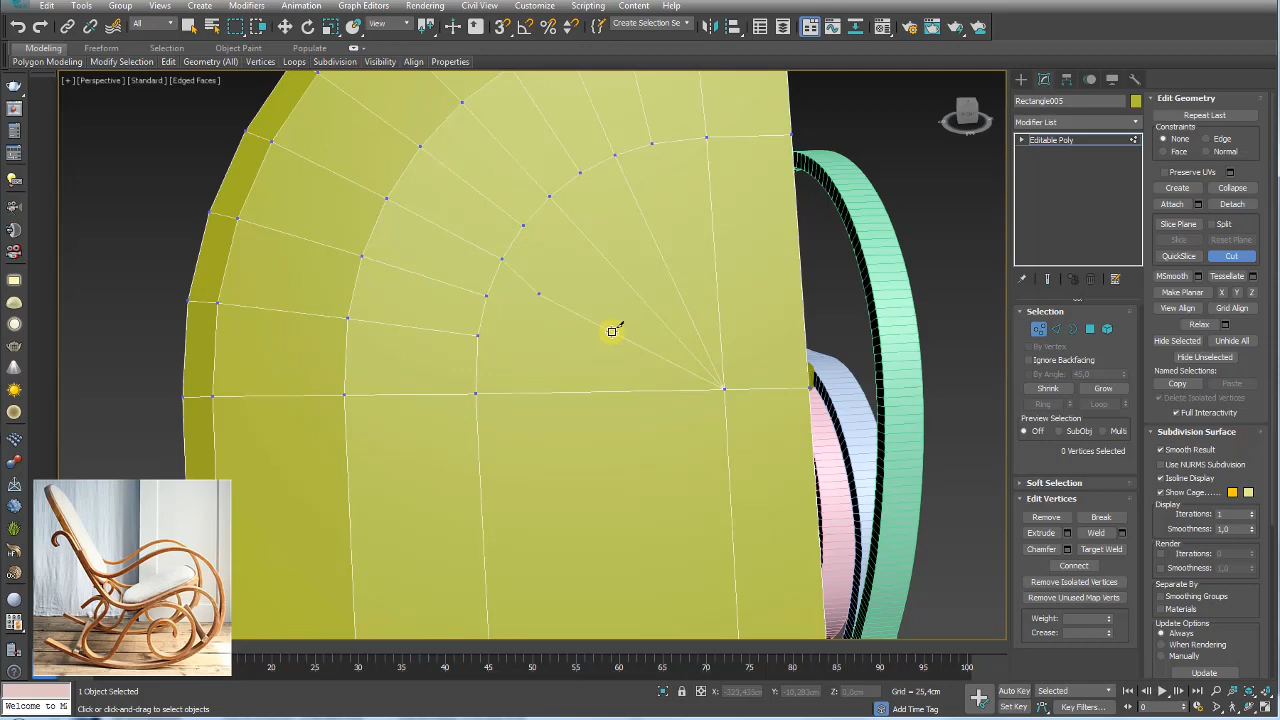 Edit Tools Group Views Create Modifiers Animation Graph Editors Rendering Civil View Customize Scripting Content Help
All View Create Selection Se
Modeling Freeform Selection Object Paint Populate
Polygon Modeling Modify Selection Edit Geometry (All) Vertices Loops Subdivision Visibility Align Properties
[+] [Perspective] [Standard] [Edged Faces]
Rectangle005
Modifier List
Editable Poly
Selection
By Vertex
Ignore Backfacing
By Angle: 45,0
Shrink Grow
Ring Loop
Preview Selection
Off SubObj Multi
0 Vertices Selected
Soft Selection
Edit Vertices
Remove Break
Extrude Weld
Chamfer Target Weld
Connect
Remove Isolated Vertices
Remove Unused Map Verts
Weight:
Crease:
Edit Geometry
Repeat Last
Constraints
None Edge
Face Normal
Preserve UVs
Create Collapse
Attach Detach
Slice Plane Split
Slice Reset Plane
QuickSlice Cut
MSmooth Tessellate
Make Planar X Y Z
View Align Grid Align
Relax
Hide Selected Unhide All
Hide Unselected
Named Selections:
Copy Paste
Delete Isolated Vertices
Full Interactivity
Subdivision Surface
Smooth Result
Use NURMS Subdivision
Isoline Display
Show Cage......
Display
Iterations: 1
Smoothness: 1,0
Render
Iterations: 0
Smoothness: 1,0
Separate By
Smoothing Groups
Materials
Update Options
Always
When Rendering
Manually
Update
20 25 30 35 40 45 50 55 60 65 70 75 80 85 90 95 100
1 Object Selected
Click or click-and-drag to select objects
Welcome to M
X: -323,435cm Y: -10,283cm Z: 0,0cm Grid = 25,4cm
Add Time Tag
Auto Key Selected
Set Key Key Filters...
0